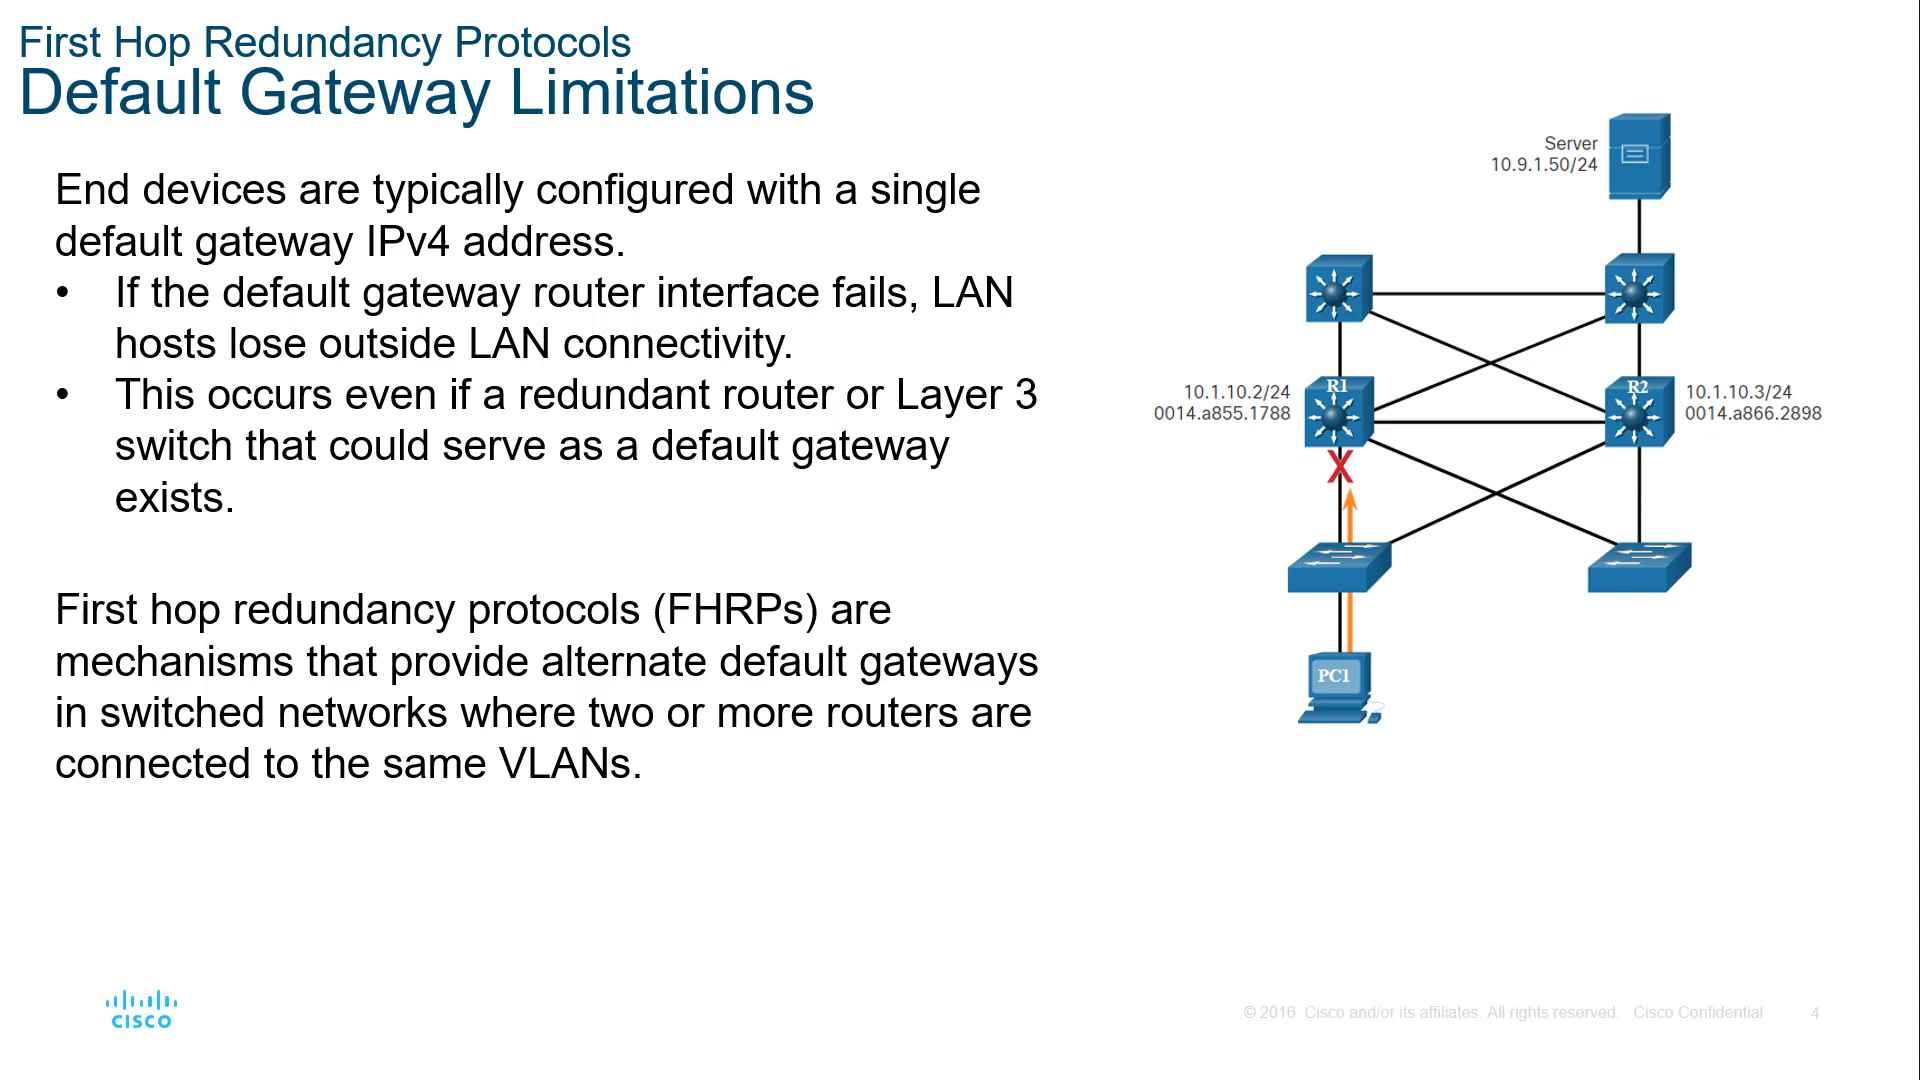 First Hop Redundancy Protocols
Default Gateway Limitations
End devices are typically configured with a single
default gateway IPv4 address.
• If the default gateway router interface fails, LAN
hosts lose outside LAN connectivity.
• This occurs even if a redundant router or Layer 3
switch that could serve as a default gateway
exists.
First hop redundancy protocols (FHRPs) are
mechanisms that provide alternate default gateways
in switched networks where two or more routers are
connected to the same VLANs.
Server
10.9.1.50/24
10.1.10.2/24
0014.a855.1788
R1
R2
10.1.10.3/24
0014.a866.2898
X
PC1
CISCO
© 2016 Cisco and/or its affiliates. All rights reserved. Cisco Confidential
4